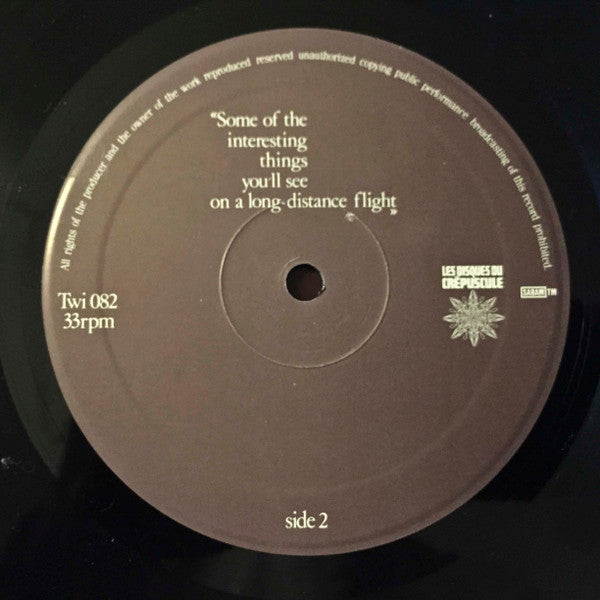 All rights of the producer and the owner of the work reproduced reserved unauthorized copying public performance broadcasting of this record prohibited.
“Some of the
interesting
things
you'll see
on a long-distance flight
»
Twi 082
33rpm
LES DISQUES DU
CRÉPUSCULE
SABAM TM
side 2